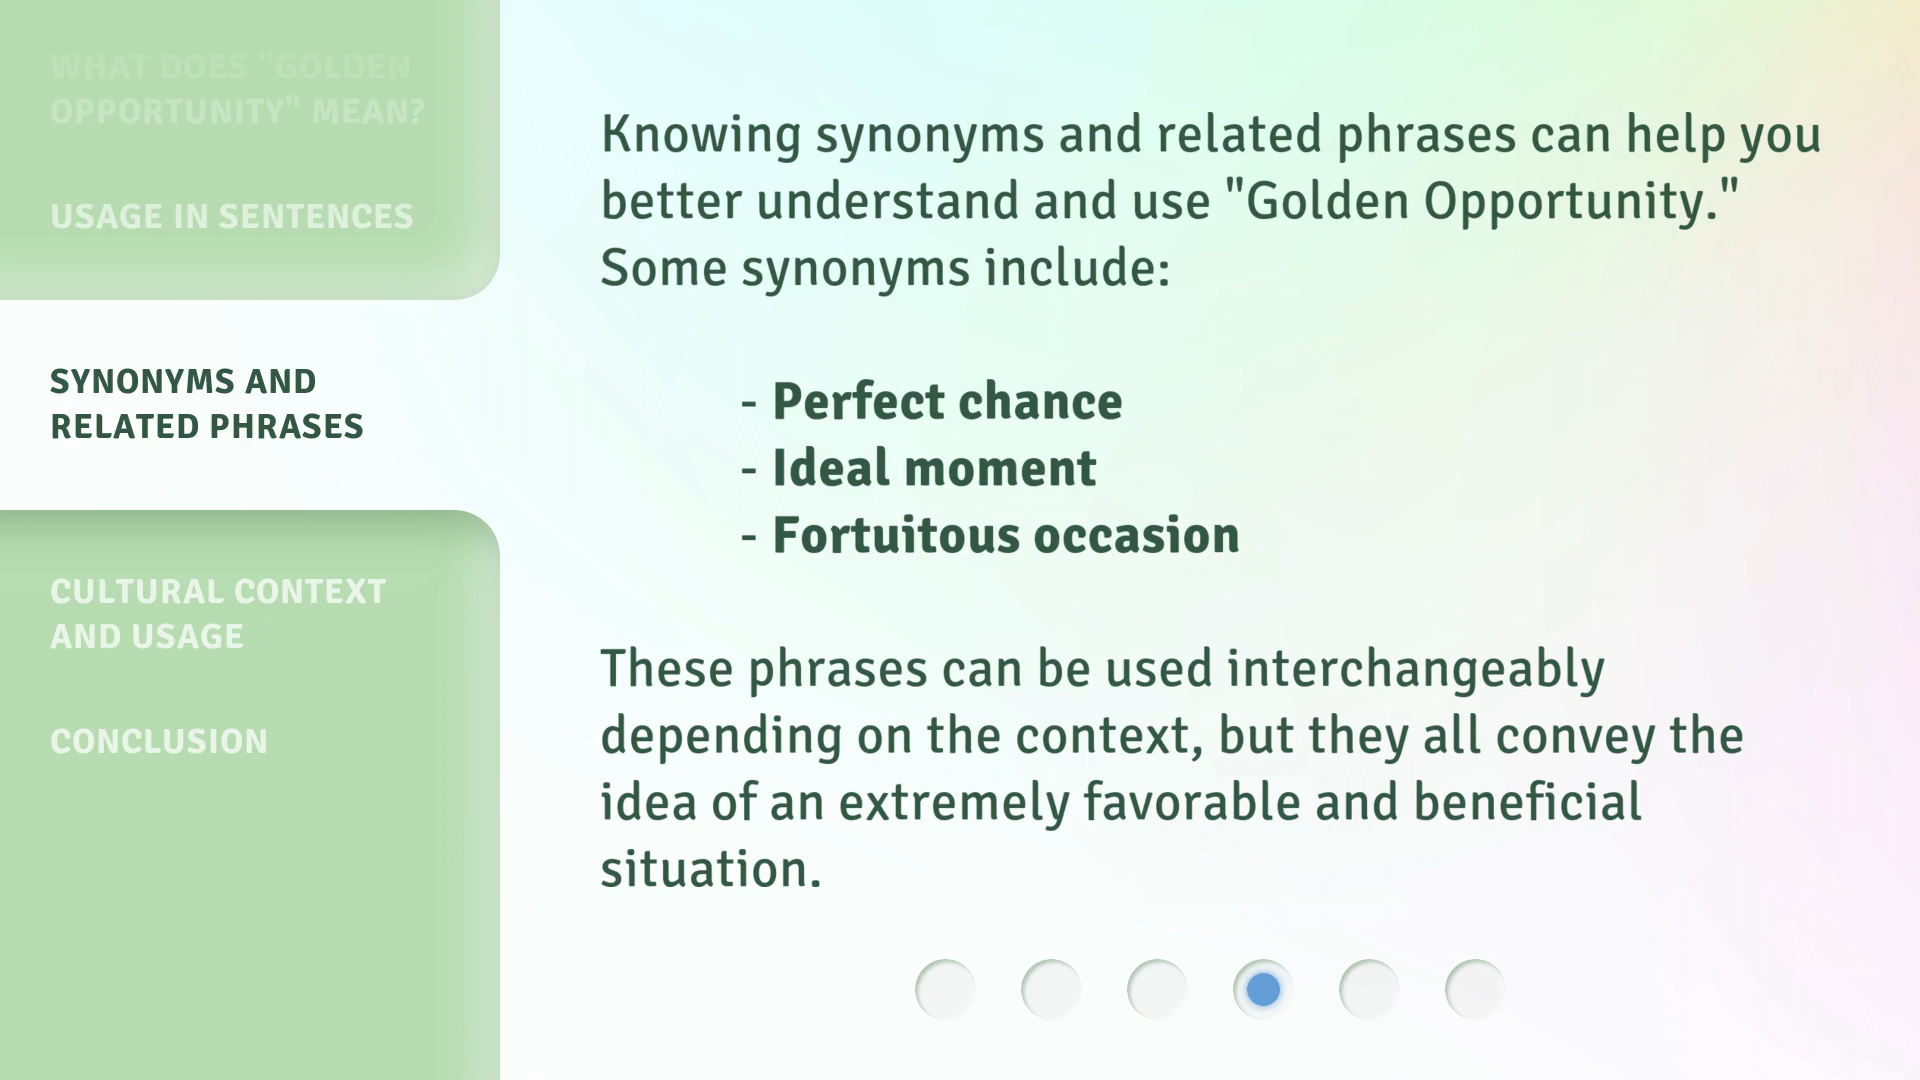 WHAT DOES "GOLDEN
OPPORTUNITY" MEAN?
USAGE IN SENTENCES
SYNONYMS AND
RELATED PHRASES
CULTURAL CONTEXT
AND USAGE
CONCLUSION
Knowing synonyms and related phrases can help you
better understand and use "Golden Opportunity."
Some synonyms include:
- Perfect chance
- Ideal moment
- Fortuitous occasion
These phrases can be used interchangeably
depending on the context, but they all convey the
idea of an extremely favorable and beneficial
situation.